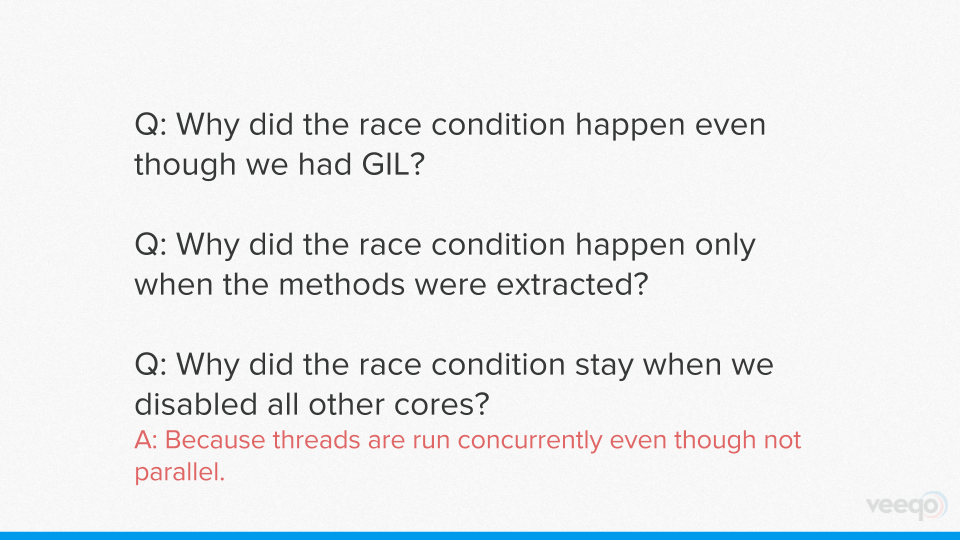 Q: Why did the race condition happen even
though we had GIL?
Q: Why did the race condition happen only
when the methods were extracted?
Q: Why did the race condition stay when we
disabled all other cores?
A: Because threads are run concurrently even though not
parallel.
veeqo